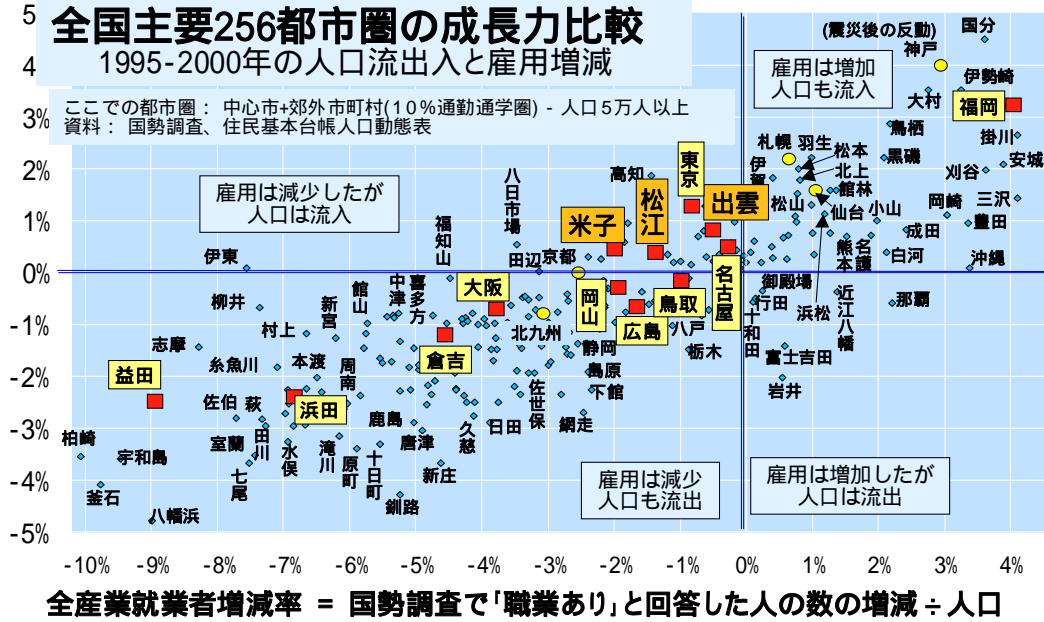 全国主要256都市圏の成長力比較
1995-2000年の人口流出入と雇用増減
ここでの都市圏： 中心市+郊外市町村(10%通勤通学圏) - 人口5万人以上
資料： 国勢調査、住民基本台帳人口動態表
5
4
3%
2%
1%
0%
-1%
-2%
-3%
-4%
-5%
(震災後の反動)
神戸
国分
雇用は増加
人口も流入
伊勢崎
大村
福岡
鳥栖
掛川
札幌
羽生
松本
黒磯
安城
北上
刈谷
伊賀
館林
岡崎
三沢
松山
仙台
小山
豊田
成田
熊本
名護
白河
沖縄
雇用は減少したが
人口は流入
高知
東京
八日市場
松江
出雲
米子
福知山
田辺
京都
伊東
名古屋
御殿場
行田
十和田
浜松
近江八幡
那覇
富士吉田
岩井
柳井
新宮
館山
中津
喜多方
大阪
岡山
鳥取
広島
八戸
栃木
北九州
村上
志摩
糸魚川
本渡
周南
倉吉
静岡
島原
下館
益田
浜田
佐伯
萩
鹿島
佐世保
網走
久慈
日田
柏崎
宇和島
室蘭
田川
七尾
水俣
滝川
原町
十日町
唐津
新庄
釜石
八幡浜
釧路
雇用は減少
人口も流出
雇用は増加したが
人口は流出
-10%
-9%
-8%
-7%
-6%
-5%
-4%
-3%
-2%
-1%
0%
1%
2%
3%
4%
全産業就業者増減率 = 国勢調査で「職業あり」と回答した人の数の増減÷人口